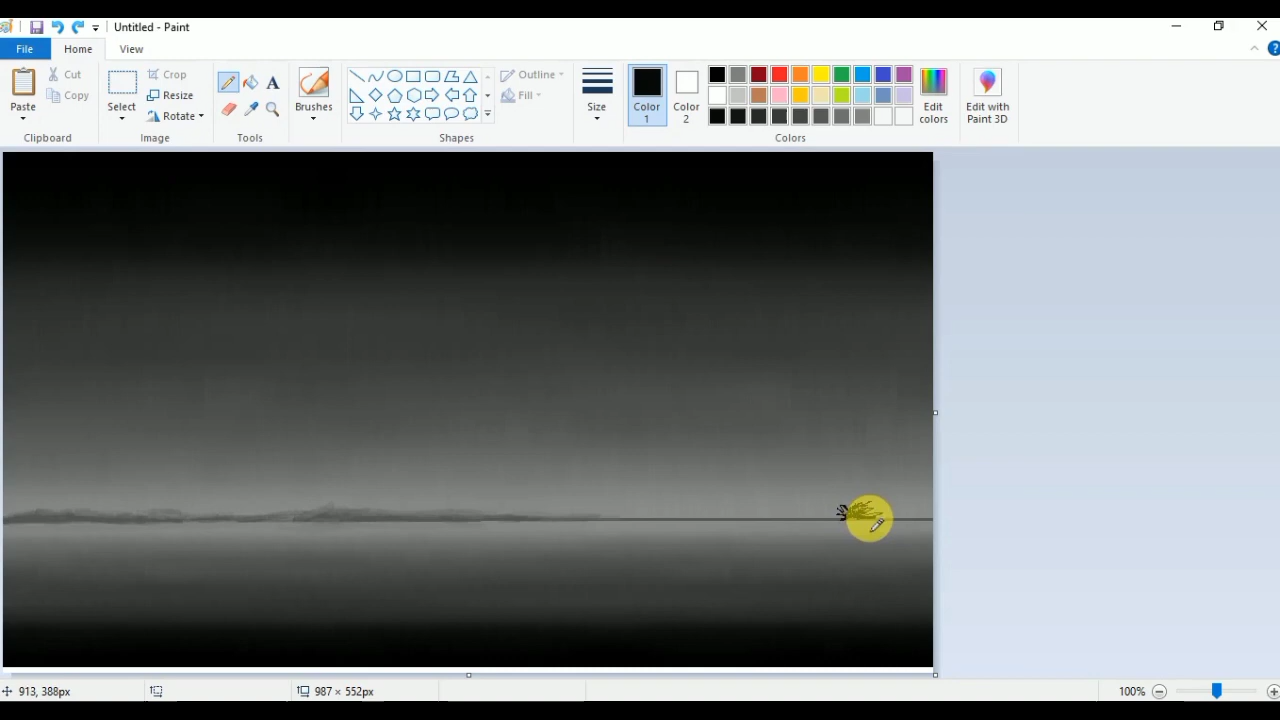 Untitled - Paint
File Home View
Paste
Cut
Copy
Clipboard
Select
Crop
Resize
Rotate
Image
A
Tools
Brushes
Outline
Fill
Shapes
Size
Color 1
Color 2
Edit colors
Colors
Edit with Paint 3D
?
913, 388px
987 × 552px
100%